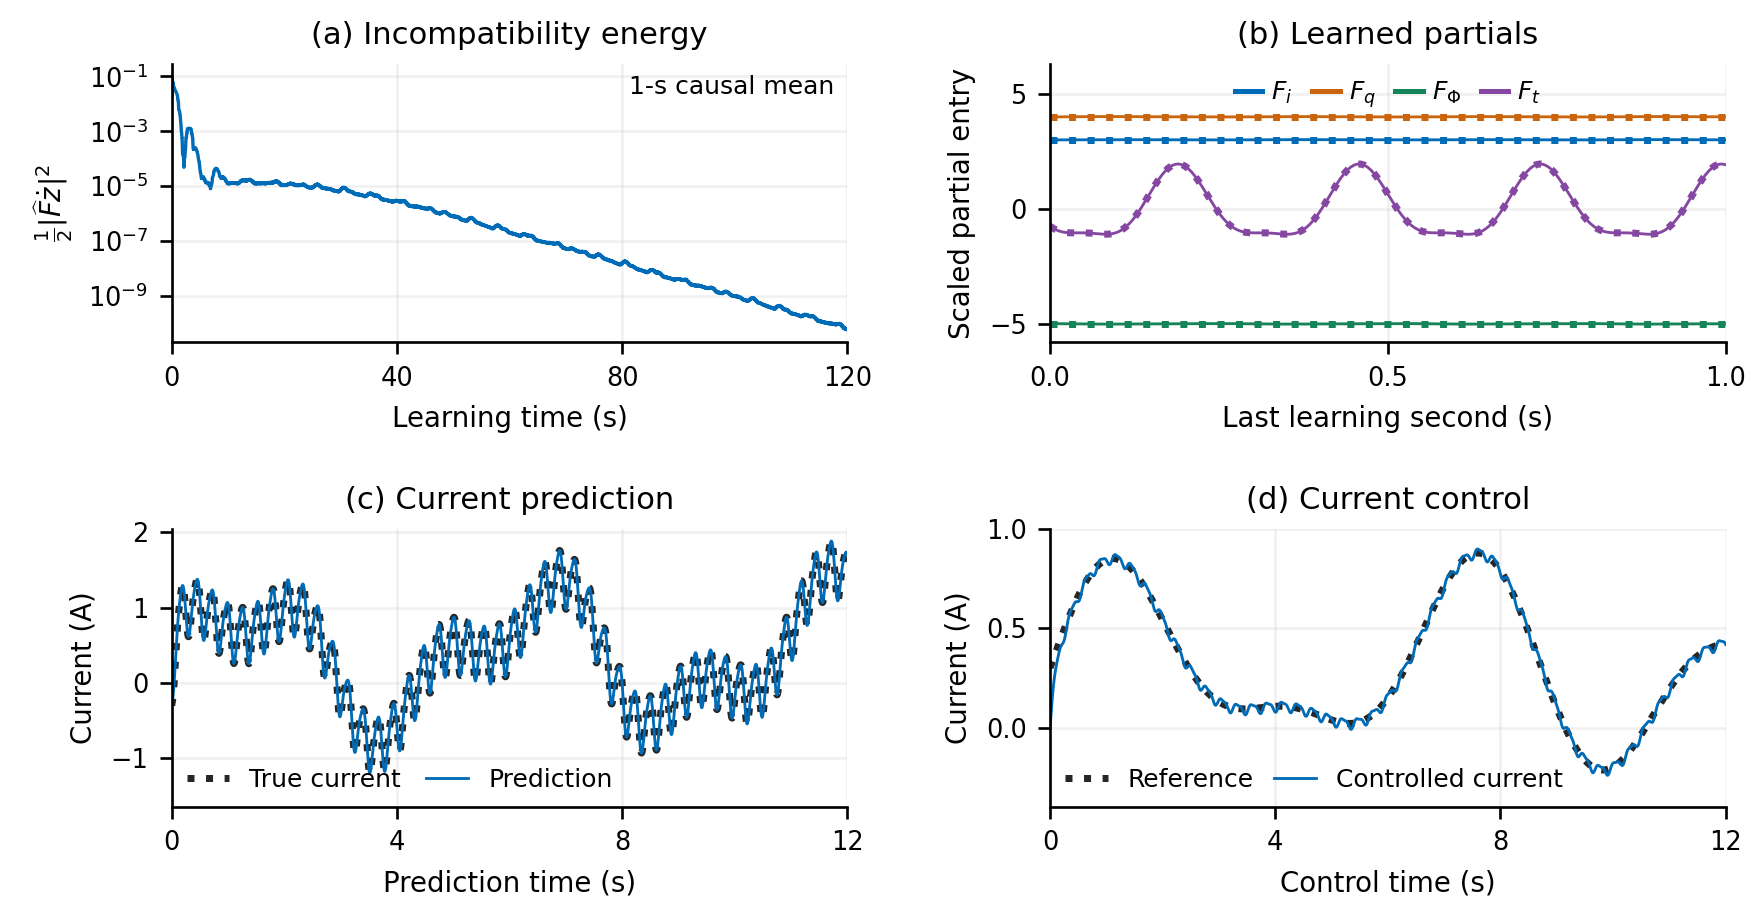 (a) Incompatibility energy
1-s causal mean
10⁻¹
10⁻³
10⁻⁵
10⁻⁷
10⁻⁹
½|F̂ż|²
0 40 80 120
Learning time (s)
(b) Learned partials
F_i F_q F_Φ F_t
5
0
−5
Scaled partial entry
0.0 0.5 1.0
Last learning second (s)
(c) Current prediction
2
1
0
−1
Current (A)
True current Prediction
0 4 8 12
Prediction time (s)
(d) Current control
1.0
0.5
0.0
Current (A)
Reference Controlled current
0 4 8 12
Control time (s)